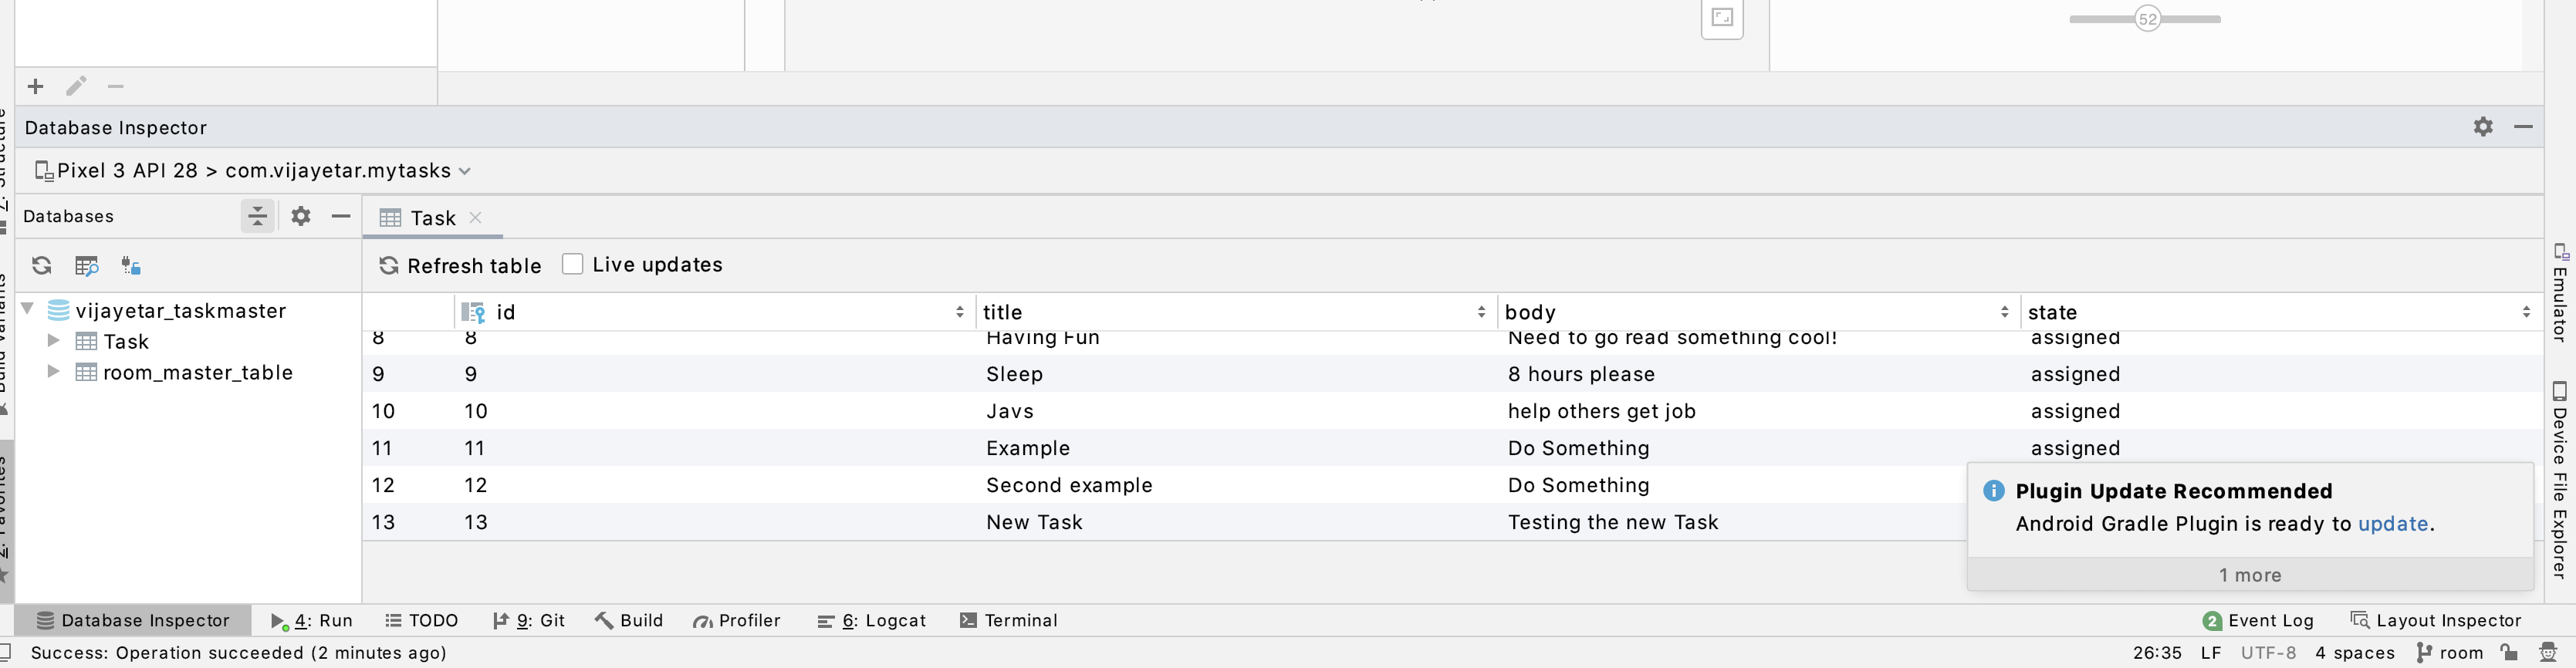 52
Database Inspector
Pixel 3 API 28 > com.vijayetar.mytasks
Databases
Task
Refresh table Live updates
vijayetar_taskmaster
Task
room_master_table
id title body state
8 8 Having Fun Need to go read something cool! assigned
9 9 Sleep 8 hours please assigned
10 10 Javs help others get job assigned
11 11 Example Do Something assigned
12 12 Second example Do Something
13 13 New Task Testing the new Task
Plugin Update Recommended
Android Gradle Plugin is ready to update.
1 more
Emulator
Device File Explorer
Database Inspector 4: Run TODO 9: Git Build Profiler 6: Logcat Terminal 2 Event Log Layout Inspector
Success: Operation succeeded (2 minutes ago) 26:35 LF UTF-8 4 spaces room